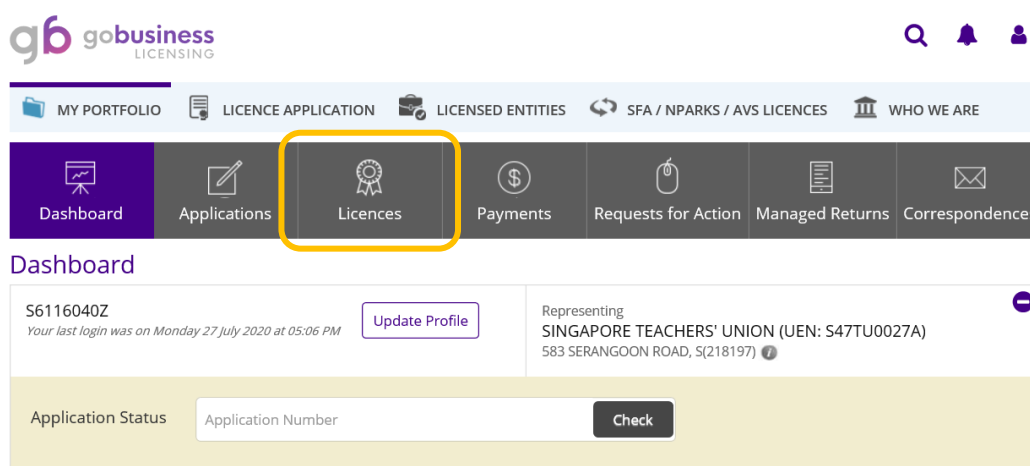 gb gobusiness
LICENSING
MY PORTFOLIO LICENCE APPLICATION LICENSED ENTITIES SFA / NPARKS / AVS LICENCES WHO WE ARE
Dashboard Applications Licences Payments Requests for Action Managed Returns Correspondence
Dashboard
S6116040Z
Your last login was on Monday 27 July 2020 at 05:06 PM
Update Profile
Representing
SINGAPORE TEACHERS' UNION (UEN: S47TU0027A)
583 SERANGOON ROAD, S(218197)
Application Status Application Number Check